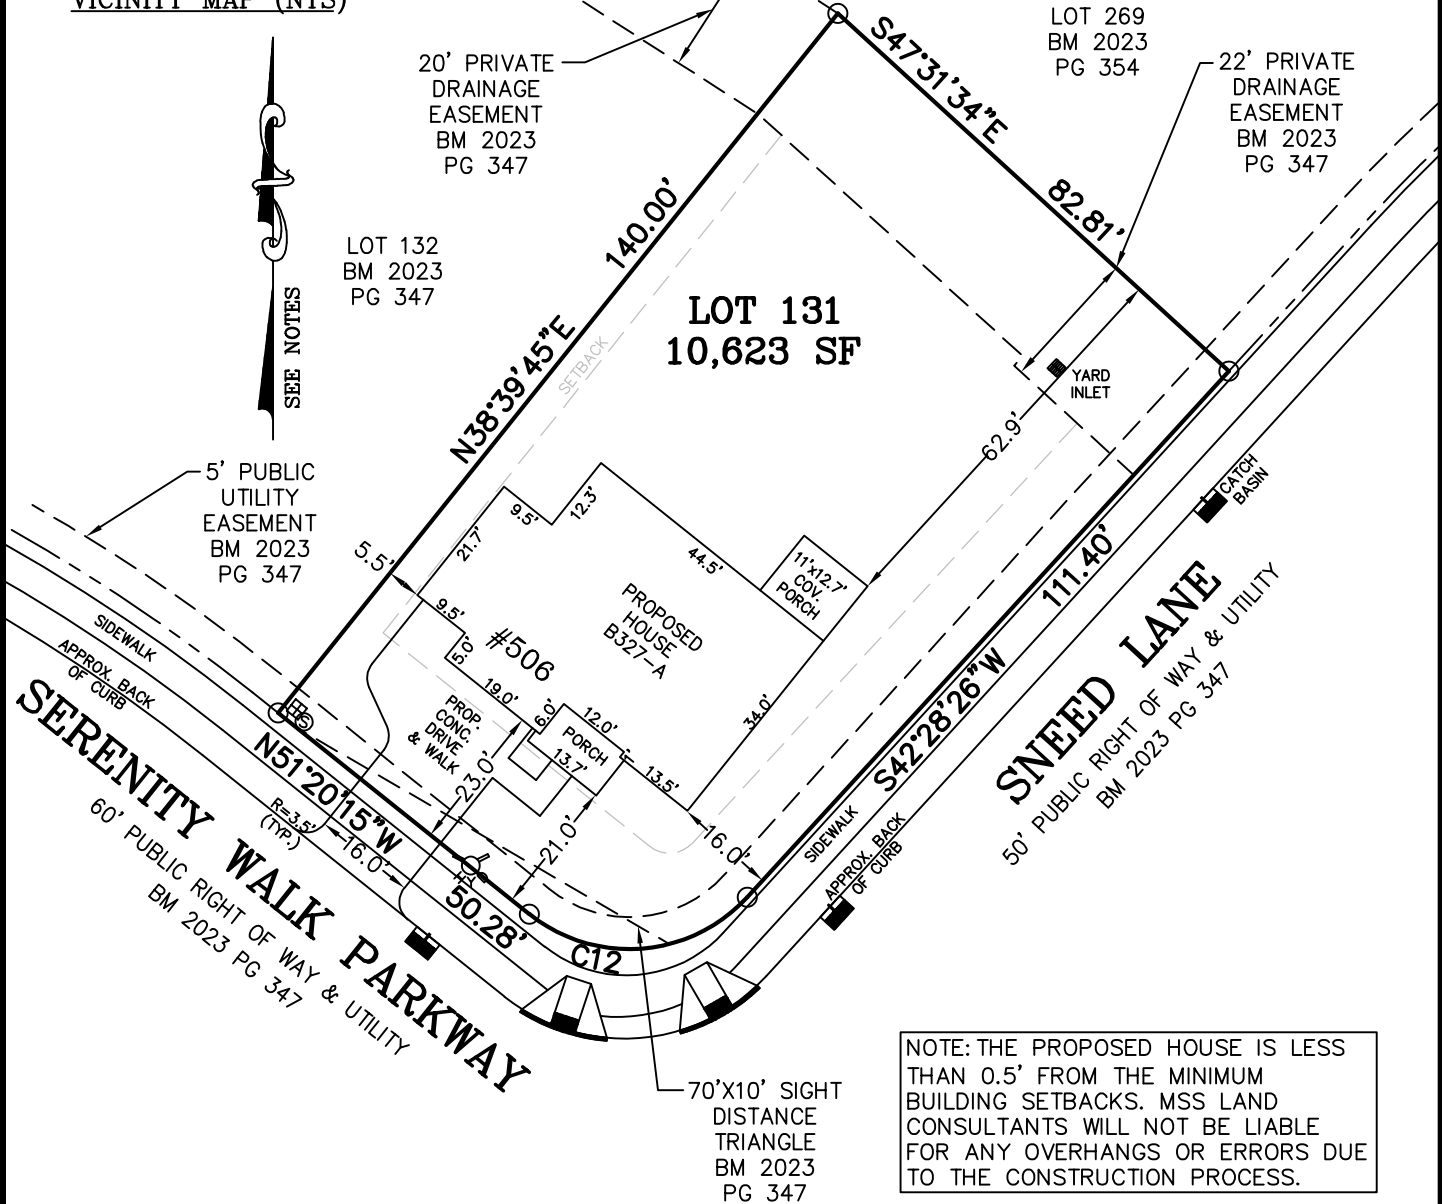 VICINITY MAP (NTS)
LOT 269
BM 2023
PG 354
20' PRIVATE
DRAINAGE
EASEMENT
BM 2023
PG 347
S47°31'34"E
82.81'
22' PRIVATE
DRAINAGE
EASEMENT
BM 2023
PG 347
SEE NOTES
LOT 132
BM 2023
PG 347
140.00'
N38°39'45"E
SETBACK
LOT 131
10,623 SF
YARD
INLET
62.9'
5' PUBLIC
UTILITY
EASEMENT
BM 2023
PG 347
5.5'
21.7'
9.5'
12.3'
44.5'
11'X12.7'
COV.
PORCH
PROPOSED
HOUSE
B327-A
#506
9.5'
5.0'
19.0'
6.0'
12.0'
PORCH
13.7'
13.5'
34.0'
PROP.
CONC.
DRIVE
& WALK
23.0'
21.0'
16.0'
CATCH
BASIN
111.40'
S42°28'26"W
SNEED LANE
50' PUBLIC RIGHT OF WAY & UTILITY
BM 2023 PG 347
SIDEWALK
APPROX. BACK
OF CURB
SIDEWALK
APPROX. BACK
OF CURB
N51°20'15"W
50.28'
R=3.5'
(TYP.)
16.0'
C12
SERENITY WALK PARKWAY
60' PUBLIC RIGHT OF WAY & UTILITY
BM 2023 PG 347
70'X10' SIGHT
DISTANCE
TRIANGLE
BM 2023
PG 347
NOTE: THE PROPOSED HOUSE IS LESS
THAN 0.5' FROM THE MINIMUM
BUILDING SETBACKS. MSS LAND
CONSULTANTS WILL NOT BE LIABLE
FOR ANY OVERHANGS OR ERRORS DUE
TO THE CONSTRUCTION PROCESS.